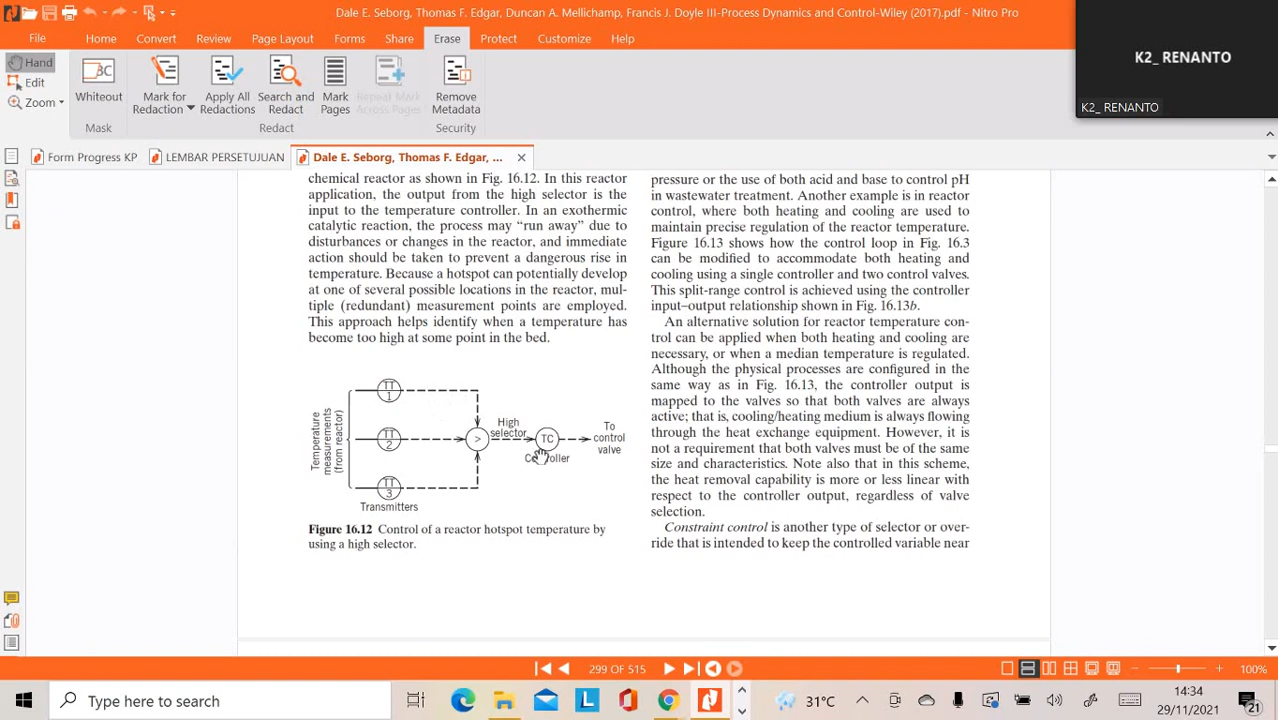 Dale E. Seborg, Thomas F. Edgar, Duncan A. Mellichamp, Francis J. Doyle III-Process Dynamics and Control-Wiley (2017).pdf - Nitro Pro
File
Home
Convert
Review
Page Layout
Forms
Share
Erase
Protect
Customize
Help
K2_ RENANTO
K2_ RENANTO
Hand
Edit
Zoom
Whiteout
Mark for
Redaction
Apply All
Redactions
Search and
Redact
Mark
Pages
Repeat Mark
Across Pages
Remove
Metadata
Mask
Redact
Security
Form Progress KP
LEMBAR PERSETUJUAN
Dale E. Seborg, Thomas F. Edgar, ...
chemical reactor as shown in Fig. 16.12. In this reactor
application, the output from the high selector is the
input to the temperature controller. In an exothermic
catalytic reaction, the process may “run away” due to
disturbances or changes in the reactor, and immediate
action should be taken to prevent a dangerous rise in
temperature. Because a hotspot can potentially develop
at one of several possible locations in the reactor, mul-
tiple (redundant) measurement points are employed.
This approach helps identify when a temperature has
become too high at some point in the bed.
Temperature
measurements
(from reactor)
TT
1
TT
2
TT
3
Transmitters
>
High
selector
TC
Controller
To
control
valve
Figure 16.12 Control of a reactor hotspot temperature by
using a high selector.
pressure or the use of both acid and base to control pH
in wastewater treatment. Another example is in reactor
control, where both heating and cooling are used to
maintain precise regulation of the reactor temperature.
Figure 16.13 shows how the control loop in Fig. 16.3
can be modified to accommodate both heating and
cooling using a single controller and two control valves.
This split-range control is achieved using the controller
input–output relationship shown in Fig. 16.13b.
An alternative solution for reactor temperature con-
trol can be applied when both heating and cooling are
necessary, or when a median temperature is regulated.
Although the physical processes are configured in the
same way as in Fig. 16.13, the controller output is
mapped to the valves so that both valves are always
active; that is, cooling/heating medium is always flowing
through the heat exchange equipment. However, it is
not a requirement that both valves must be of the same
size and characteristics. Note also that in this scheme,
the heat removal capability is more or less linear with
respect to the controller output, regardless of valve
selection.
Constraint control is another type of selector or over-
ride that is intended to keep the controlled variable near
299 OF 515
100%
Type here to search
31°C
14:34
29/11/2021
21